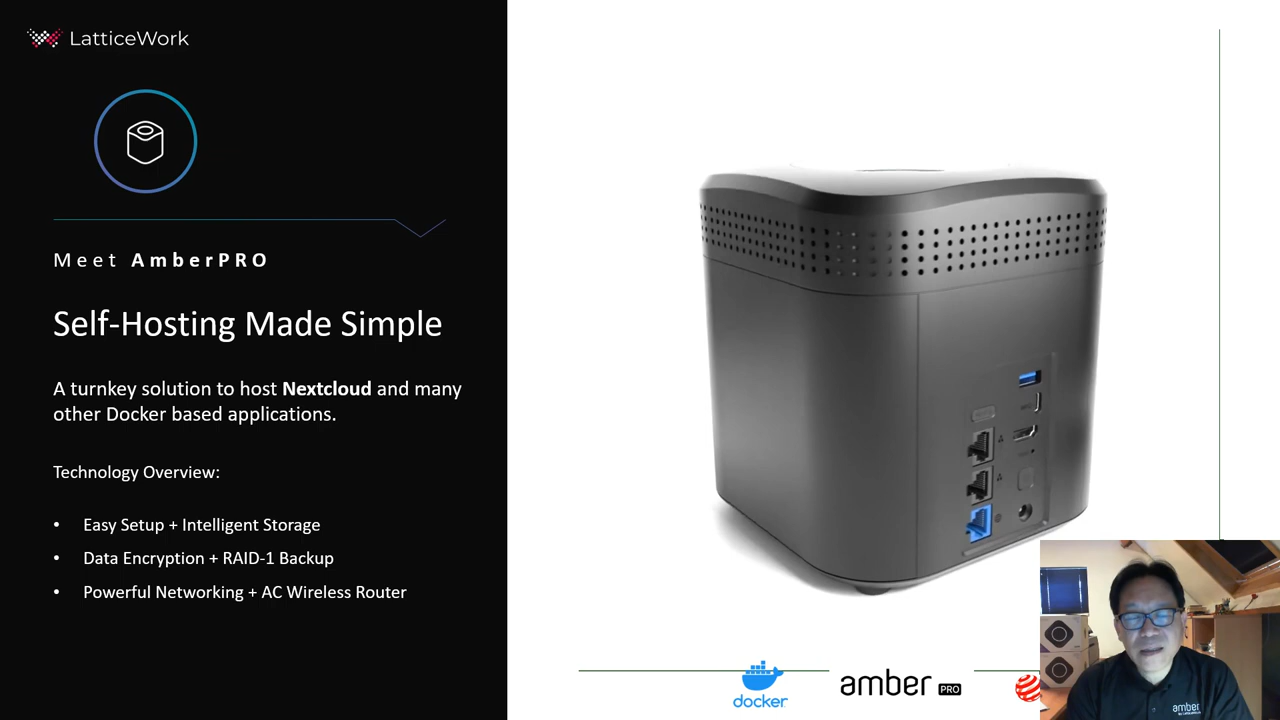 LatticeWork
Meet AmberPRO
Self-Hosting Made Simple
A turnkey solution to host Nextcloud and many
other Docker based applications.
Technology Overview:
• Easy Setup + Intelligent Storage
• Data Encryption + RAID-1 Backup
• Powerful Networking + AC Wireless Router
docker
amber PRO
amber